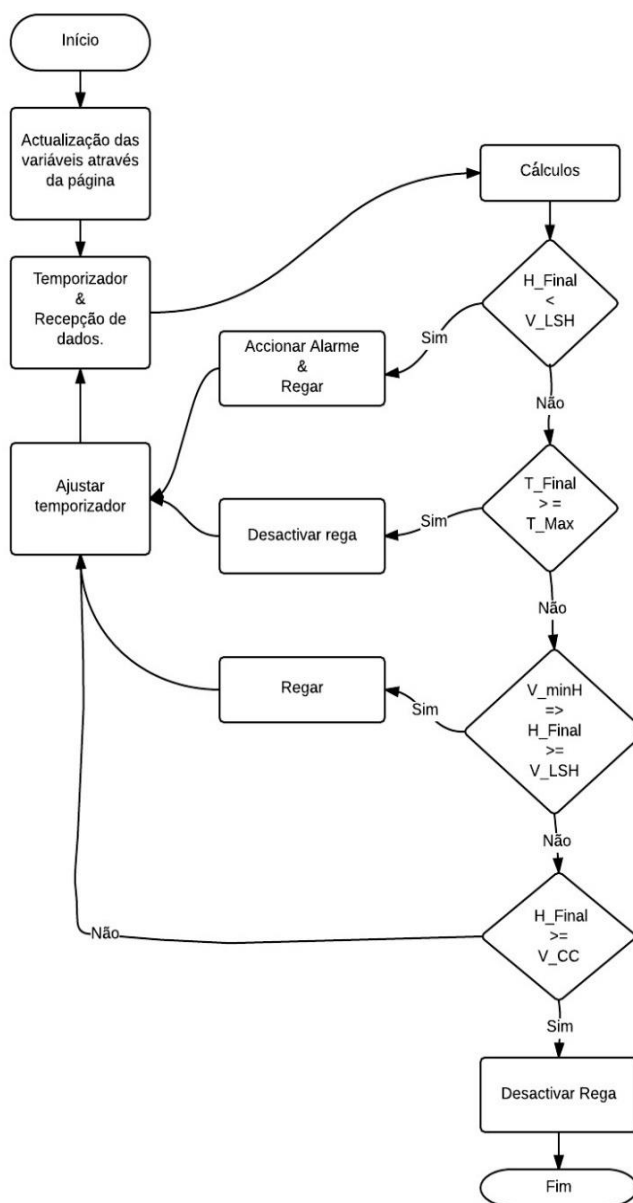 Início
Actualização das
variáveis através
da página
Temporizador
&
Recepção de
dados.
Cálculos
H_Final
<
V_LSH
Sim
Accionar Alarme
&
Regar
Não
Ajustar
temporizador
T_Final
> =
T_Max
Sim
Desactivar rega
Não
V_minH
=>
H_Final
>=
V_LSH
Sim
Regar
Não
H_Final
>=
V_CC
Não
Sim
Desactivar Rega
Fim